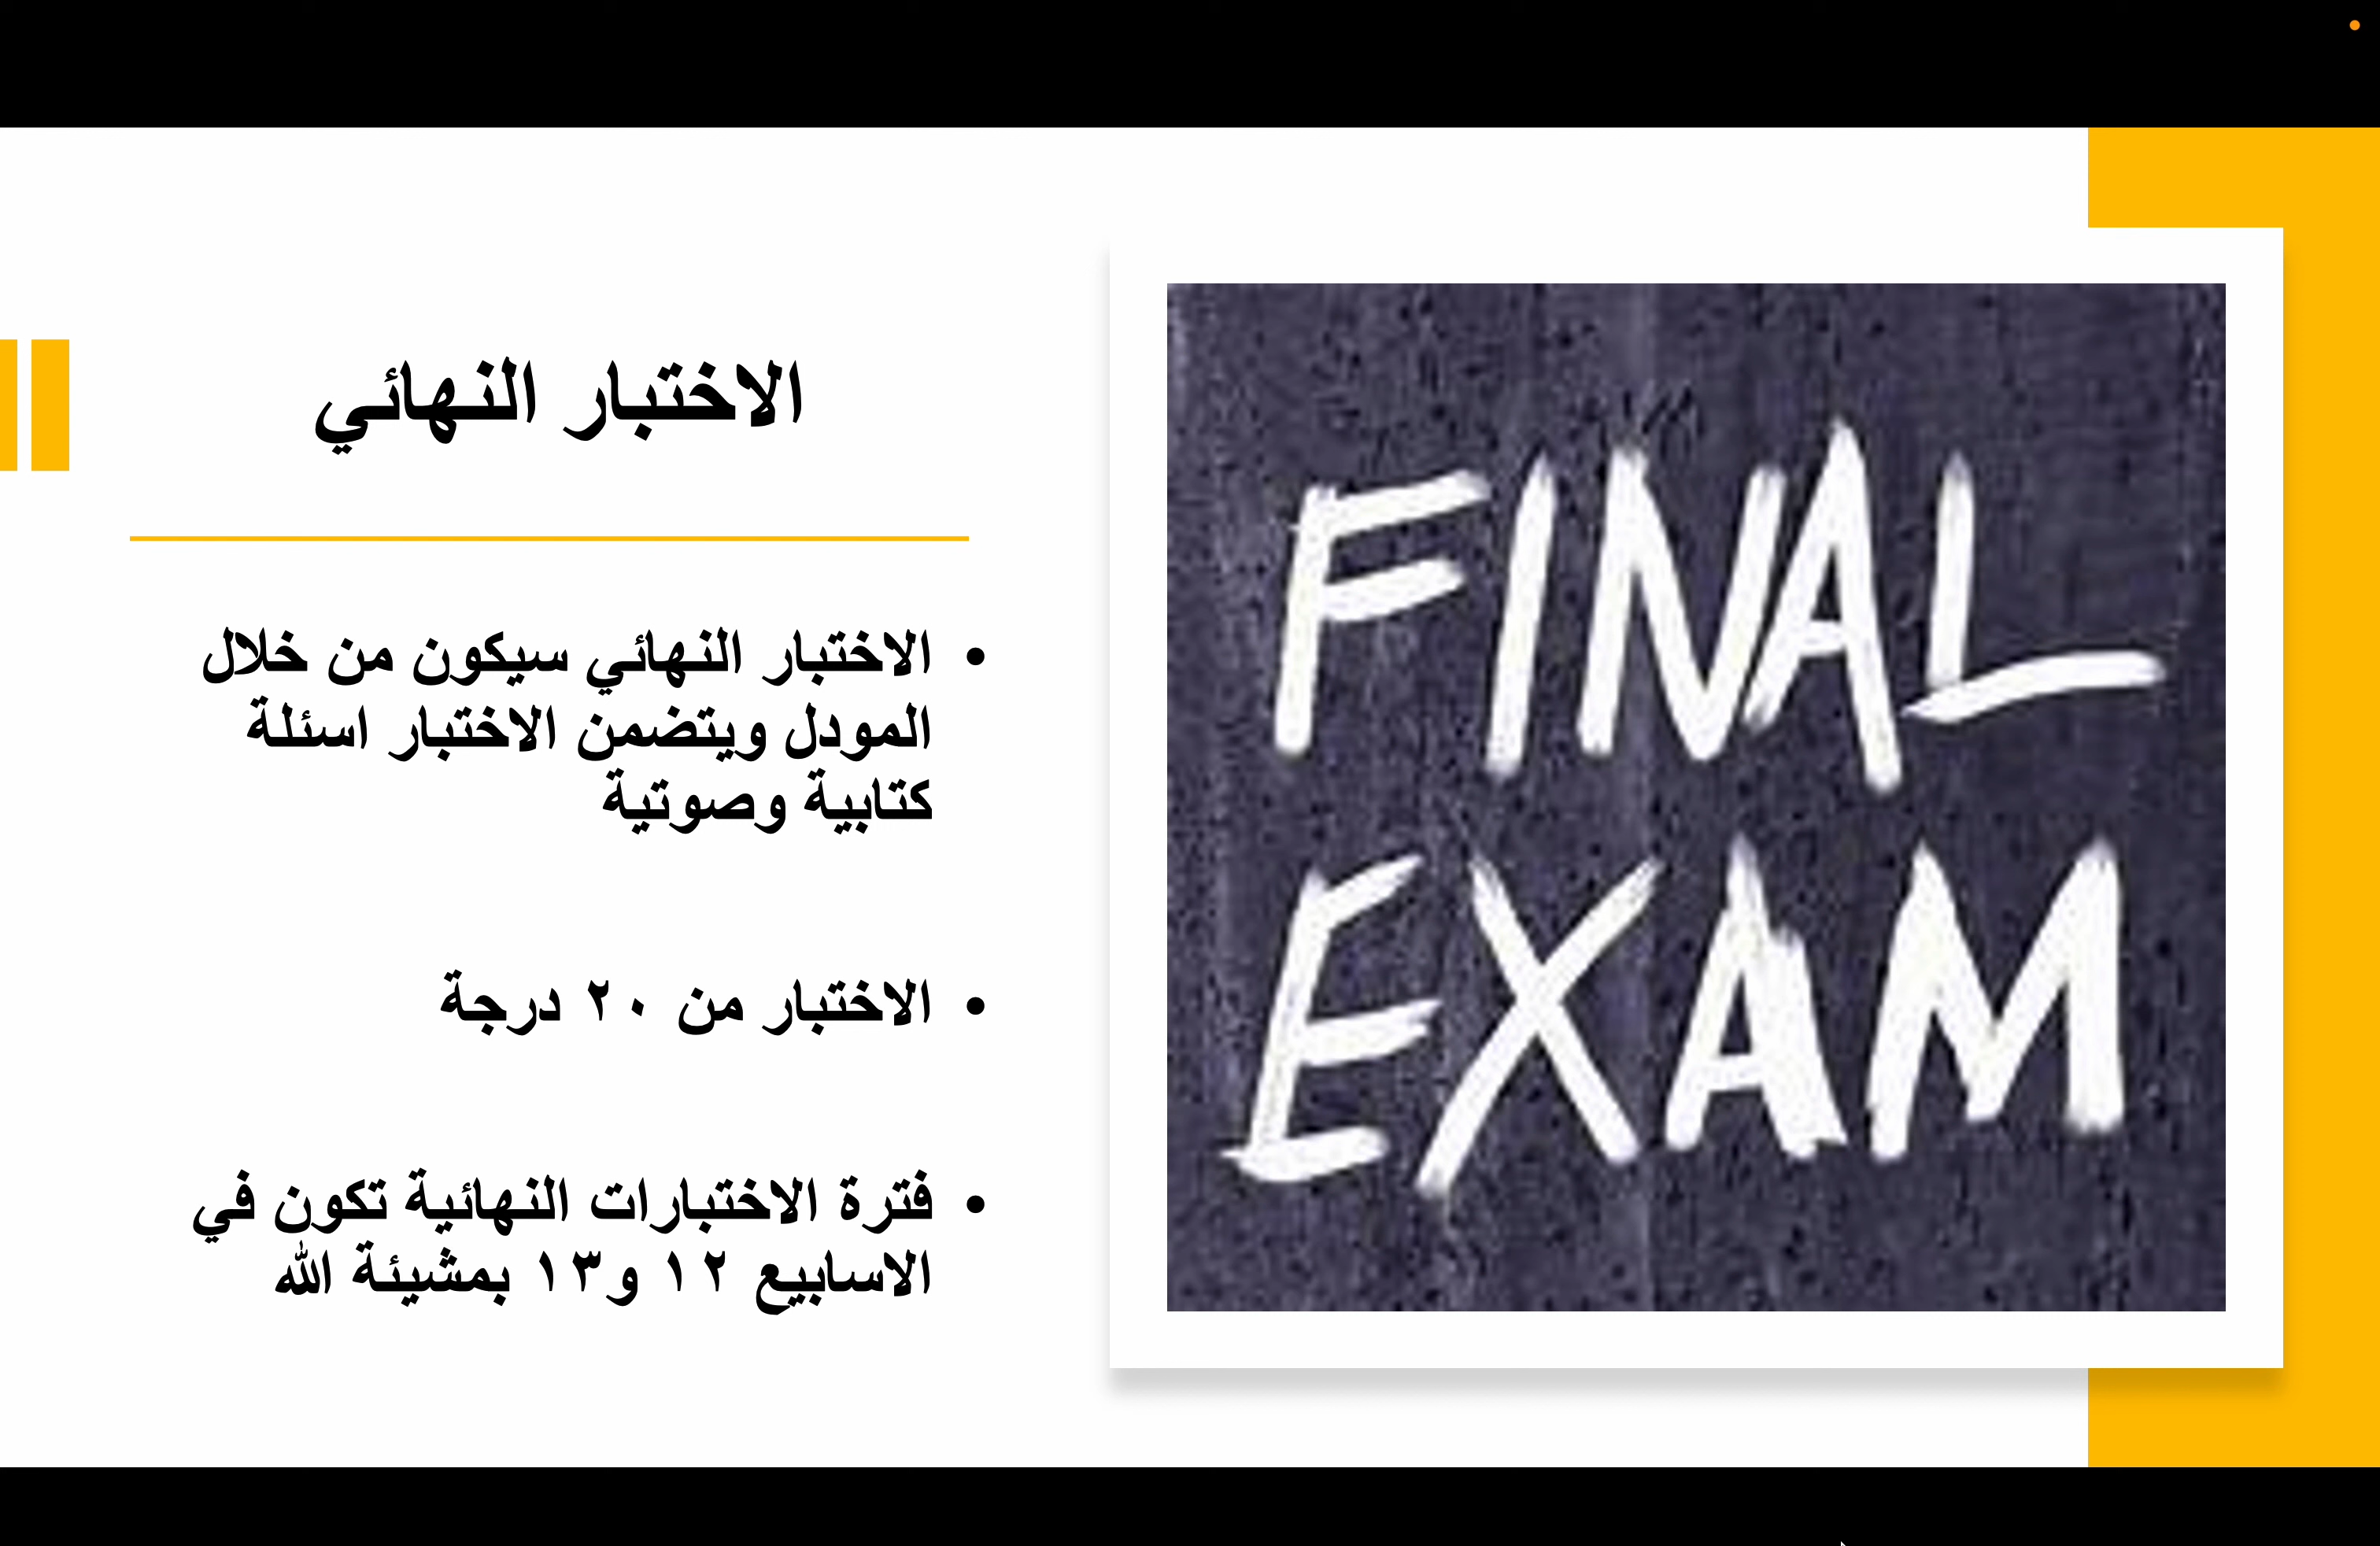 الاختبار النهائي
• الاختبار النهائي سيكون من خلال
المودل ويتضمن الاختبار اسئلة
كتابية وصوتية
• الاختبار من ٢٠ درجة
• فترة الاختبارات النهائية تكون في
الاسابيع ١٢ و١٣ بمشيئة الله
FINAL
EXAM